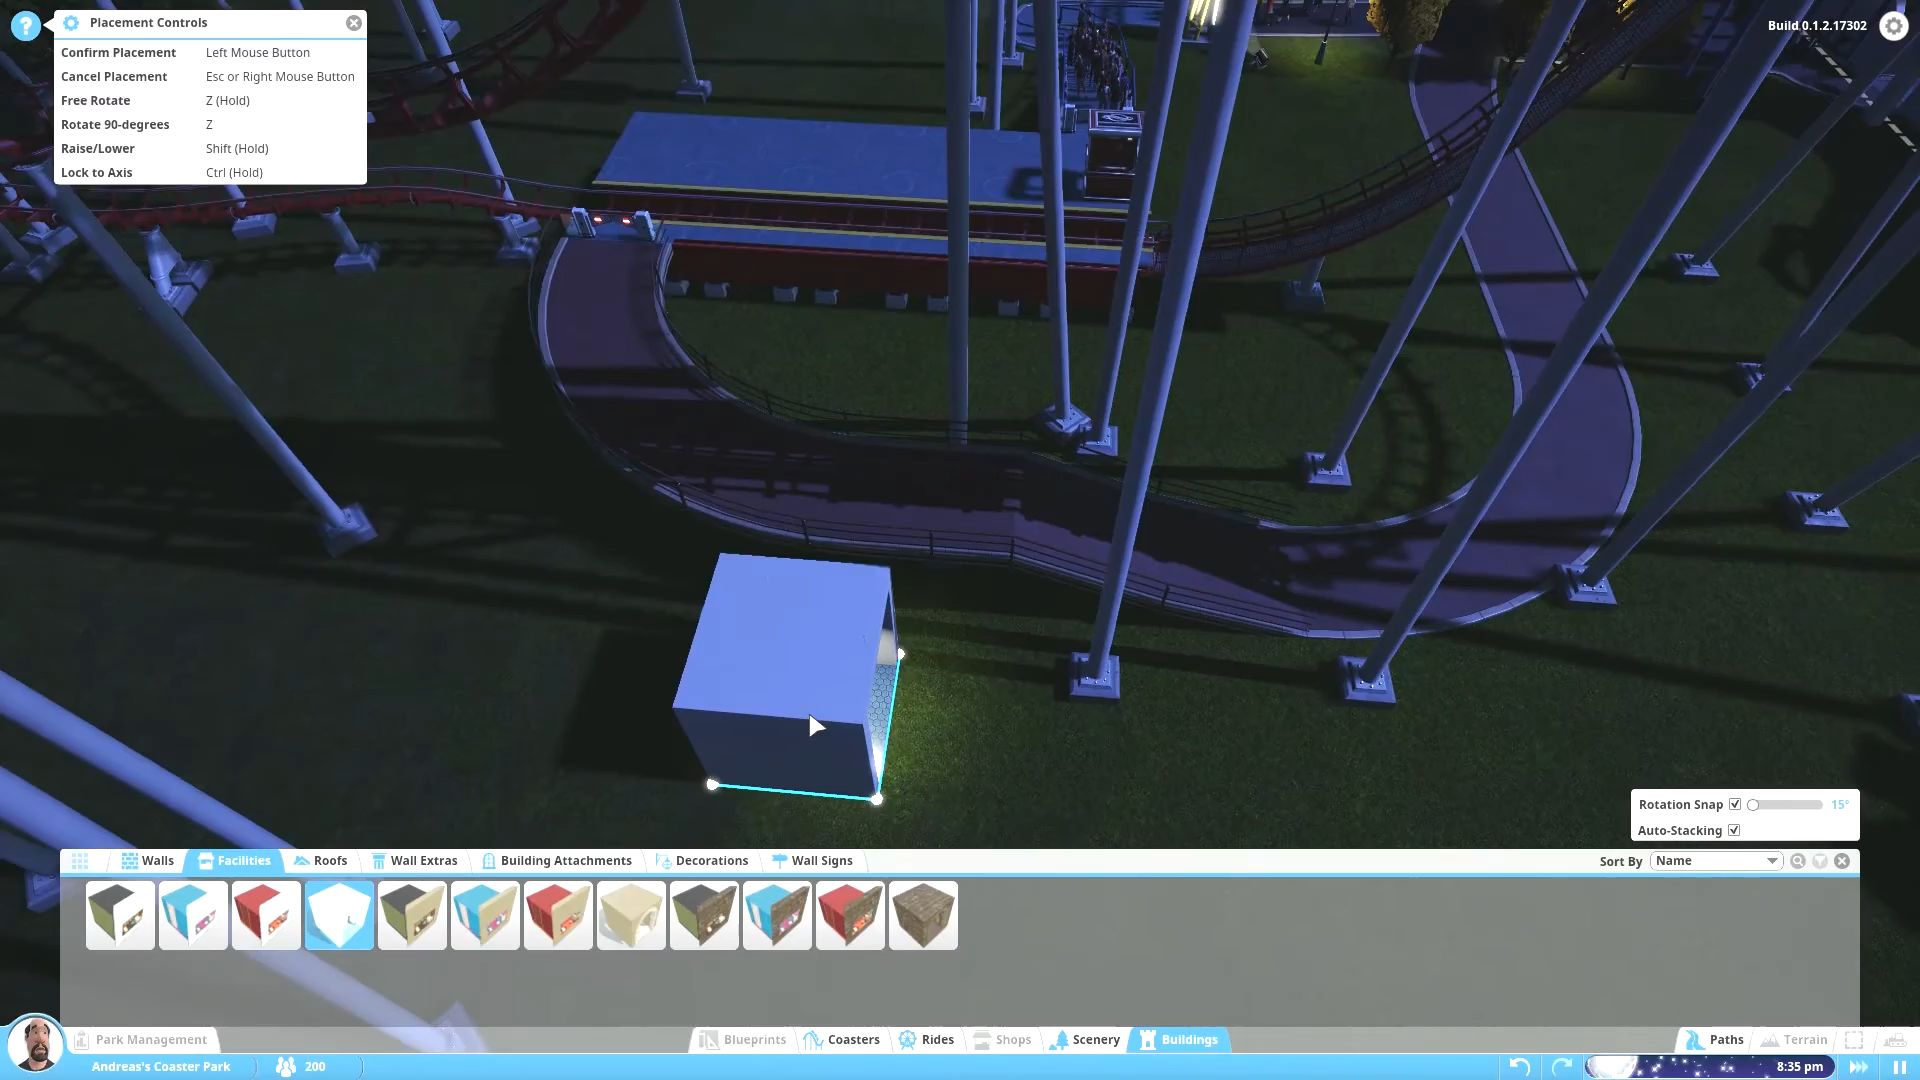 ?
Placement Controls
Confirm Placement Left Mouse Button
Cancel Placement Esc or Right Mouse Button
Free Rotate Z (Hold)
Rotate 90-degrees Z
Raise/Lower Shift (Hold)
Lock to Axis Ctrl (Hold)
Build 0.1.2.17302
Rotation Snap 15°
Auto-Stacking
Walls Facilities Roofs Wall Extras Building Attachments Decorations Wall Signs Sort By Name
Park Management Blueprints Coasters Rides Shops Scenery Buildings Paths Terrain
Andreas's Coaster Park 200 8:35 pm